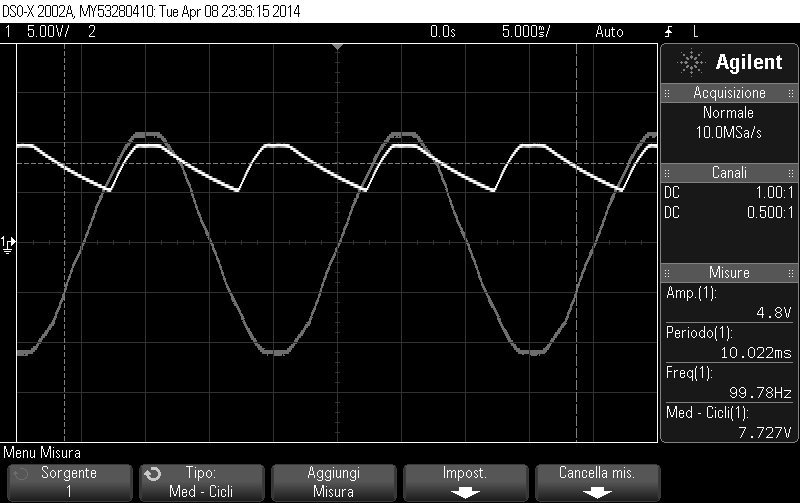 DSO-X 2002A, MY53280410: Tue Apr 08 23:36:15 2014
1 5.00V/ 2 0.0s 5.000ms/ Auto L
Agilent
Acquizione
Normale
10.0MSa/s
Canali
DC 1.00:1
DC 0.500:1
Misure
Amp.(1):
4.8V
Periodo(1):
10.022ms
Freq(1):
99.78Hz
Med - Cicli(1):
7.727V
1
Menu Misura
Sorgente
1
Tipo:
Med - Cicli
Aggiungi
Misura
Impost.
Cancella mis.